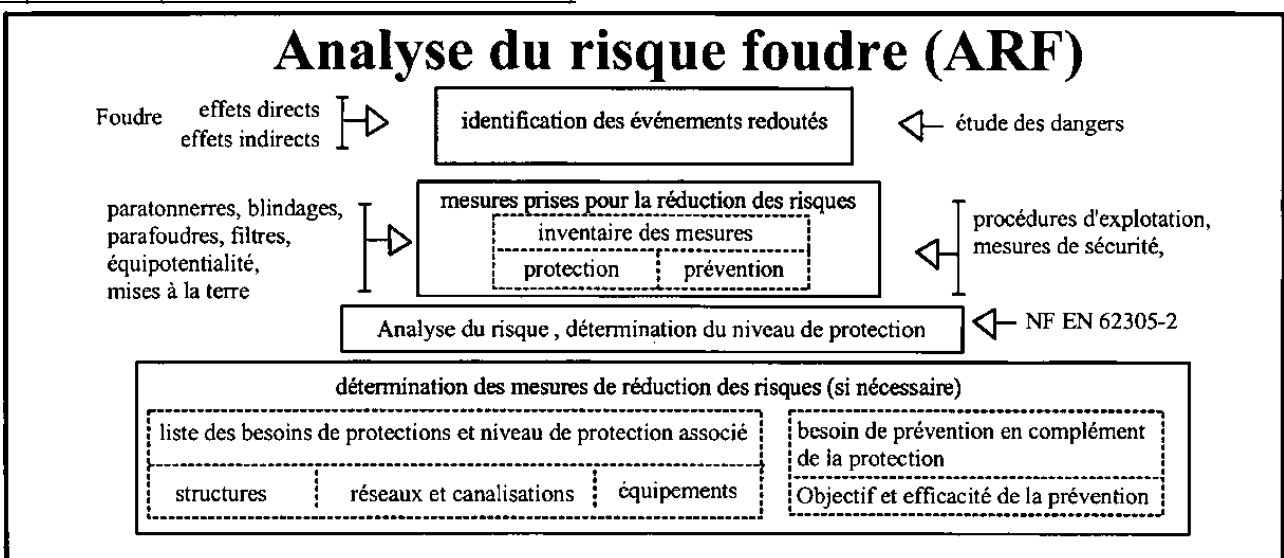 Analyse du risque foudre (ARF)
Foudre
effets directs
effets indirects
identification des événements redoutés
étude des dangers
paratonnerres, blindages,
parafoudres, filtres,
équipotentialité,
mises à la terre
mesures prises pour la réduction des risques
inventaire des mesures
protection
prévention
procédures d'explotation,
mesures de sécurité,
Analyse du risque , détermination du niveau de protection
NF EN 62305-2
détermination des mesures de réduction des risques (si nécessaire)
liste des besoins de protections et niveau de protection associé
structures
réseaux et canalisations
équipements
besoin de prévention en complément
de la protection
Objectif et efficacité de la prévention